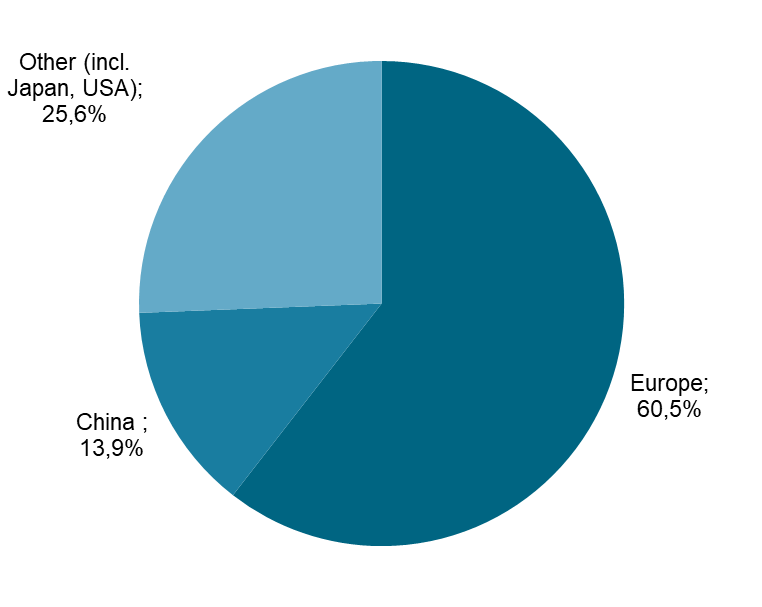 Other (incl.
Japan, USA);
25,6%
Europe;
60,5%
China ;
13,9%